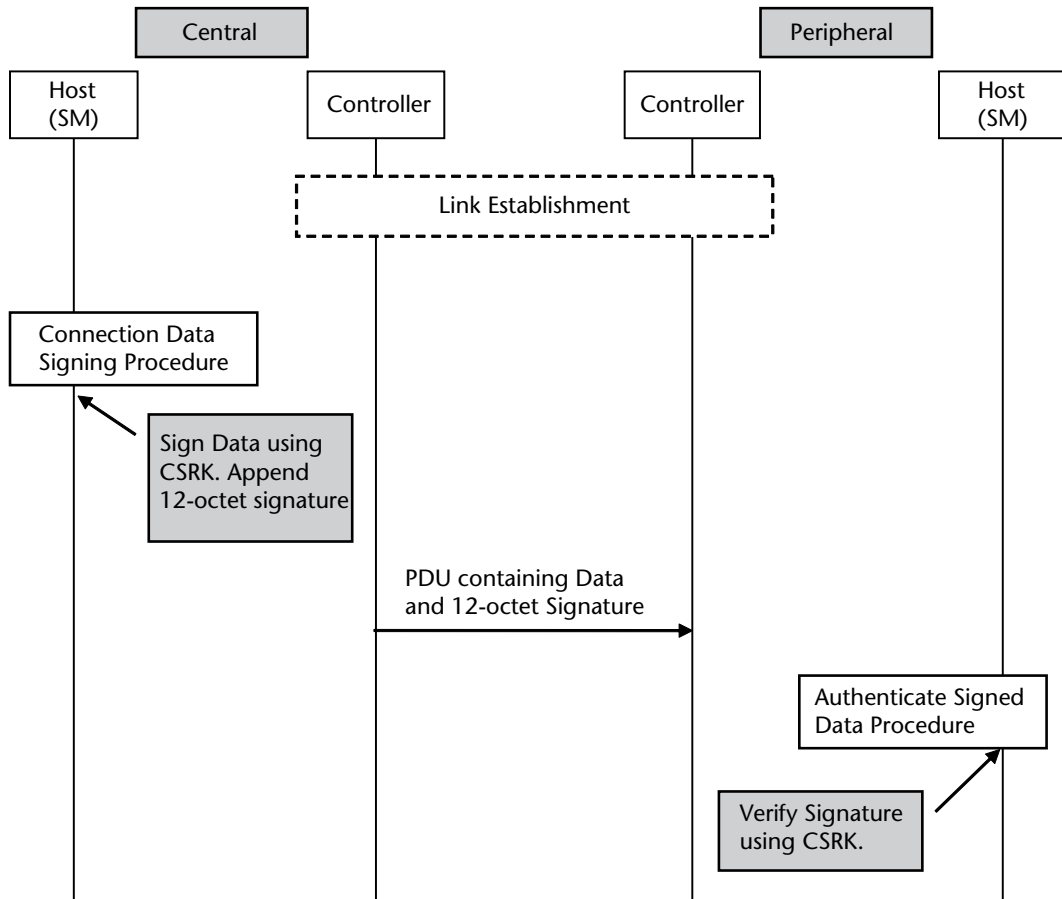 Central
Peripheral
Host
(SM)
Controller
Controller
Host
(SM)
Link Establishment
Connection Data
Signing Procedure
Sign Data using
CSRK. Append
12-octet signature
PDU containing Data
and 12-octet Signature
Authenticate Signed
Data Procedure
Verify Signature
using CSRK.